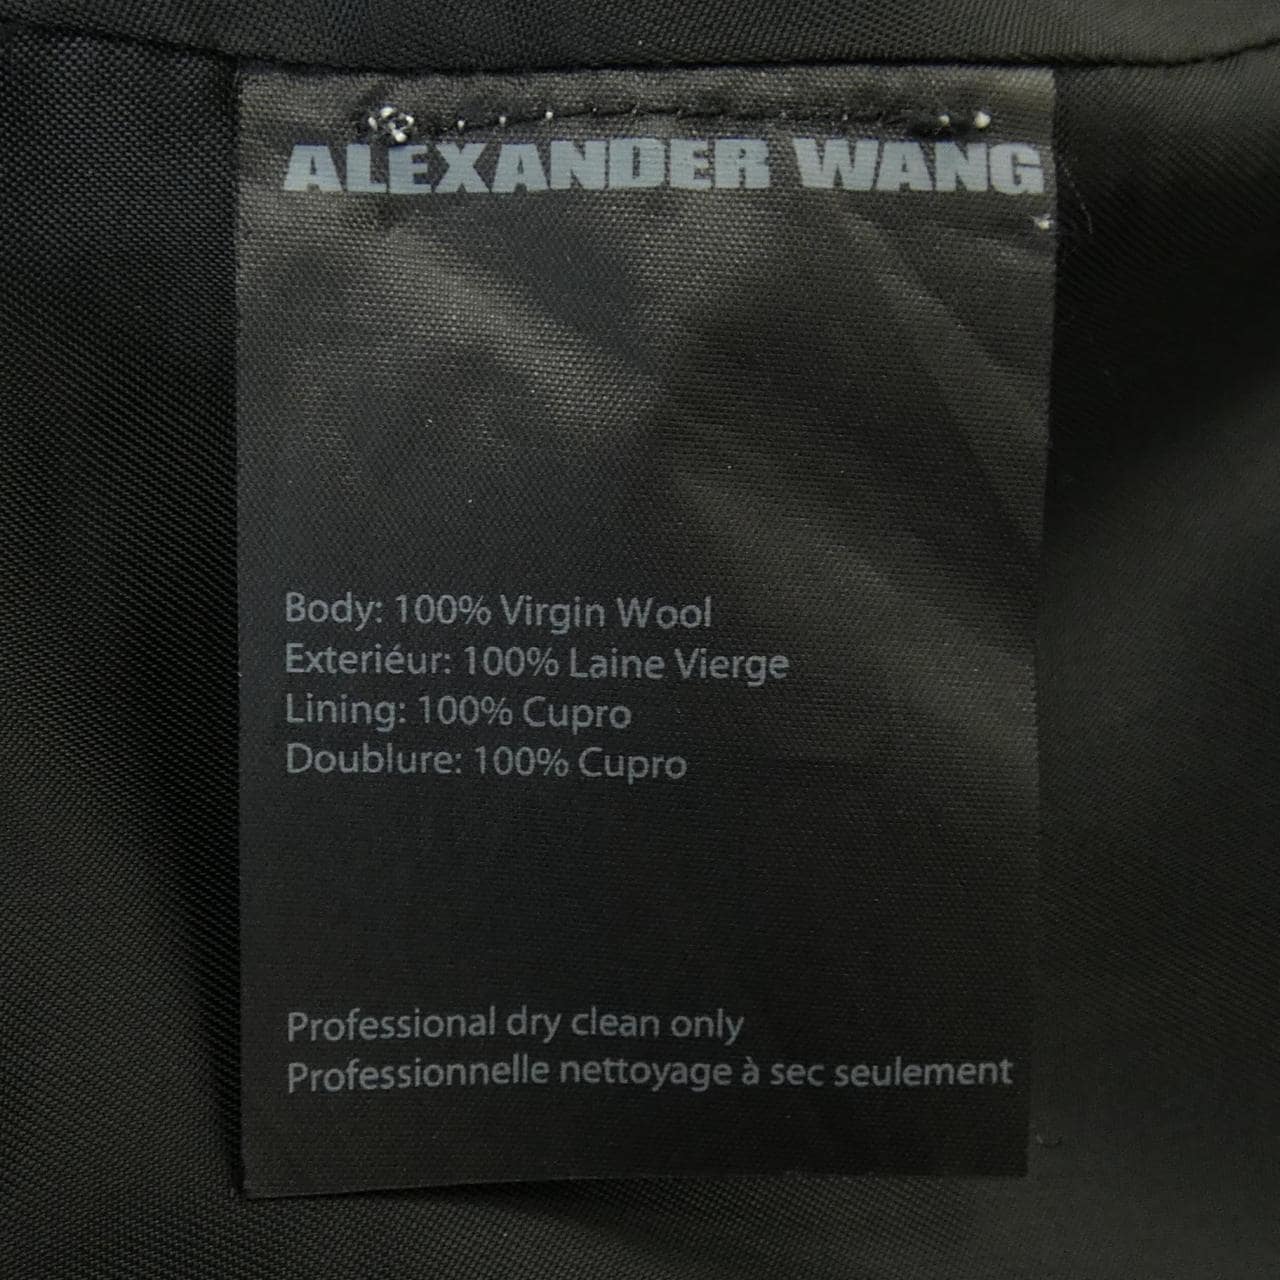 ALEXANDER WANG
Body: 100% Virgin Wool
Exteriéur: 100% Laine Vierge
Lining: 100% Cupro
Doublure: 100% Cupro
Professional dry clean only
Professionnelle nettoyage à sec seulement